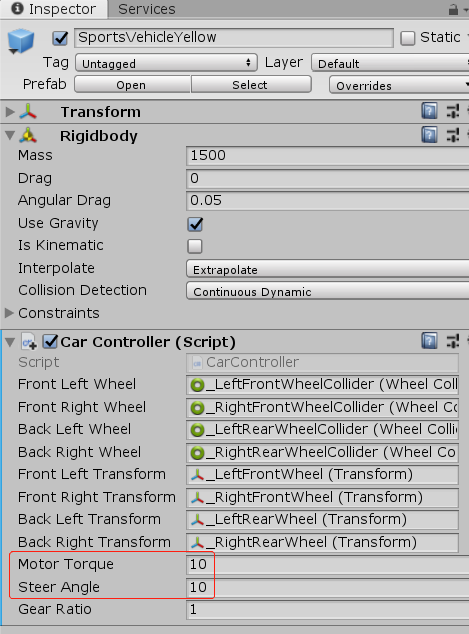 Inspector Services
SportsVehicleYellow Static
Tag Untagged Layer Default
Prefab Open Select Overrides
Transform
Rigidbody
Mass 1500
Drag 0
Angular Drag 0.05
Use Gravity
Is Kinematic
Interpolate Extrapolate
Collision Detection Continuous Dynamic
Constraints
Car Controller (Script)
Script CarController
Front Left Wheel _LeftFrontWheelCollider (Wheel Coll
Front Right Wheel _RightFrontWheelCollider (Wheel Co
Back Left Wheel _LeftRearWheelCollider (Wheel Colli
Back Right Wheel _RightRearWheelCollider (Wheel Co
Front Left Transform _LeftFrontWheel (Transform)
Front Right Transform _RightFrontWheel (Transform)
Back Left Transform _LeftRearWheel (Transform)
Back Right Transform _RightRearWheel (Transform)
Motor Torque 10
Steer Angle 10
Gear Ratio 1